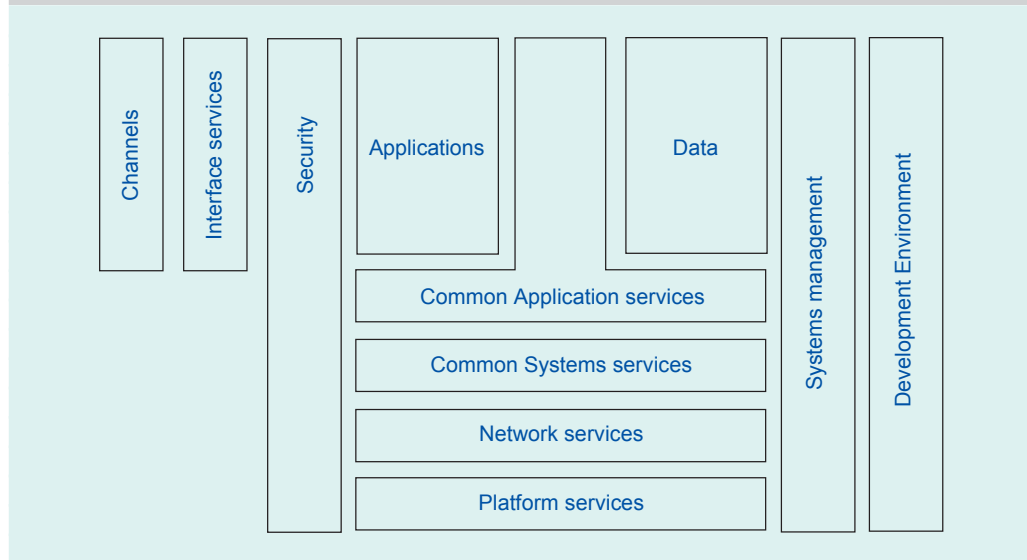 Channels
Interface services
Security
Applications
Data
Common Application services
Common Systems services
Network services
Platform services
Systems management
Development Environment